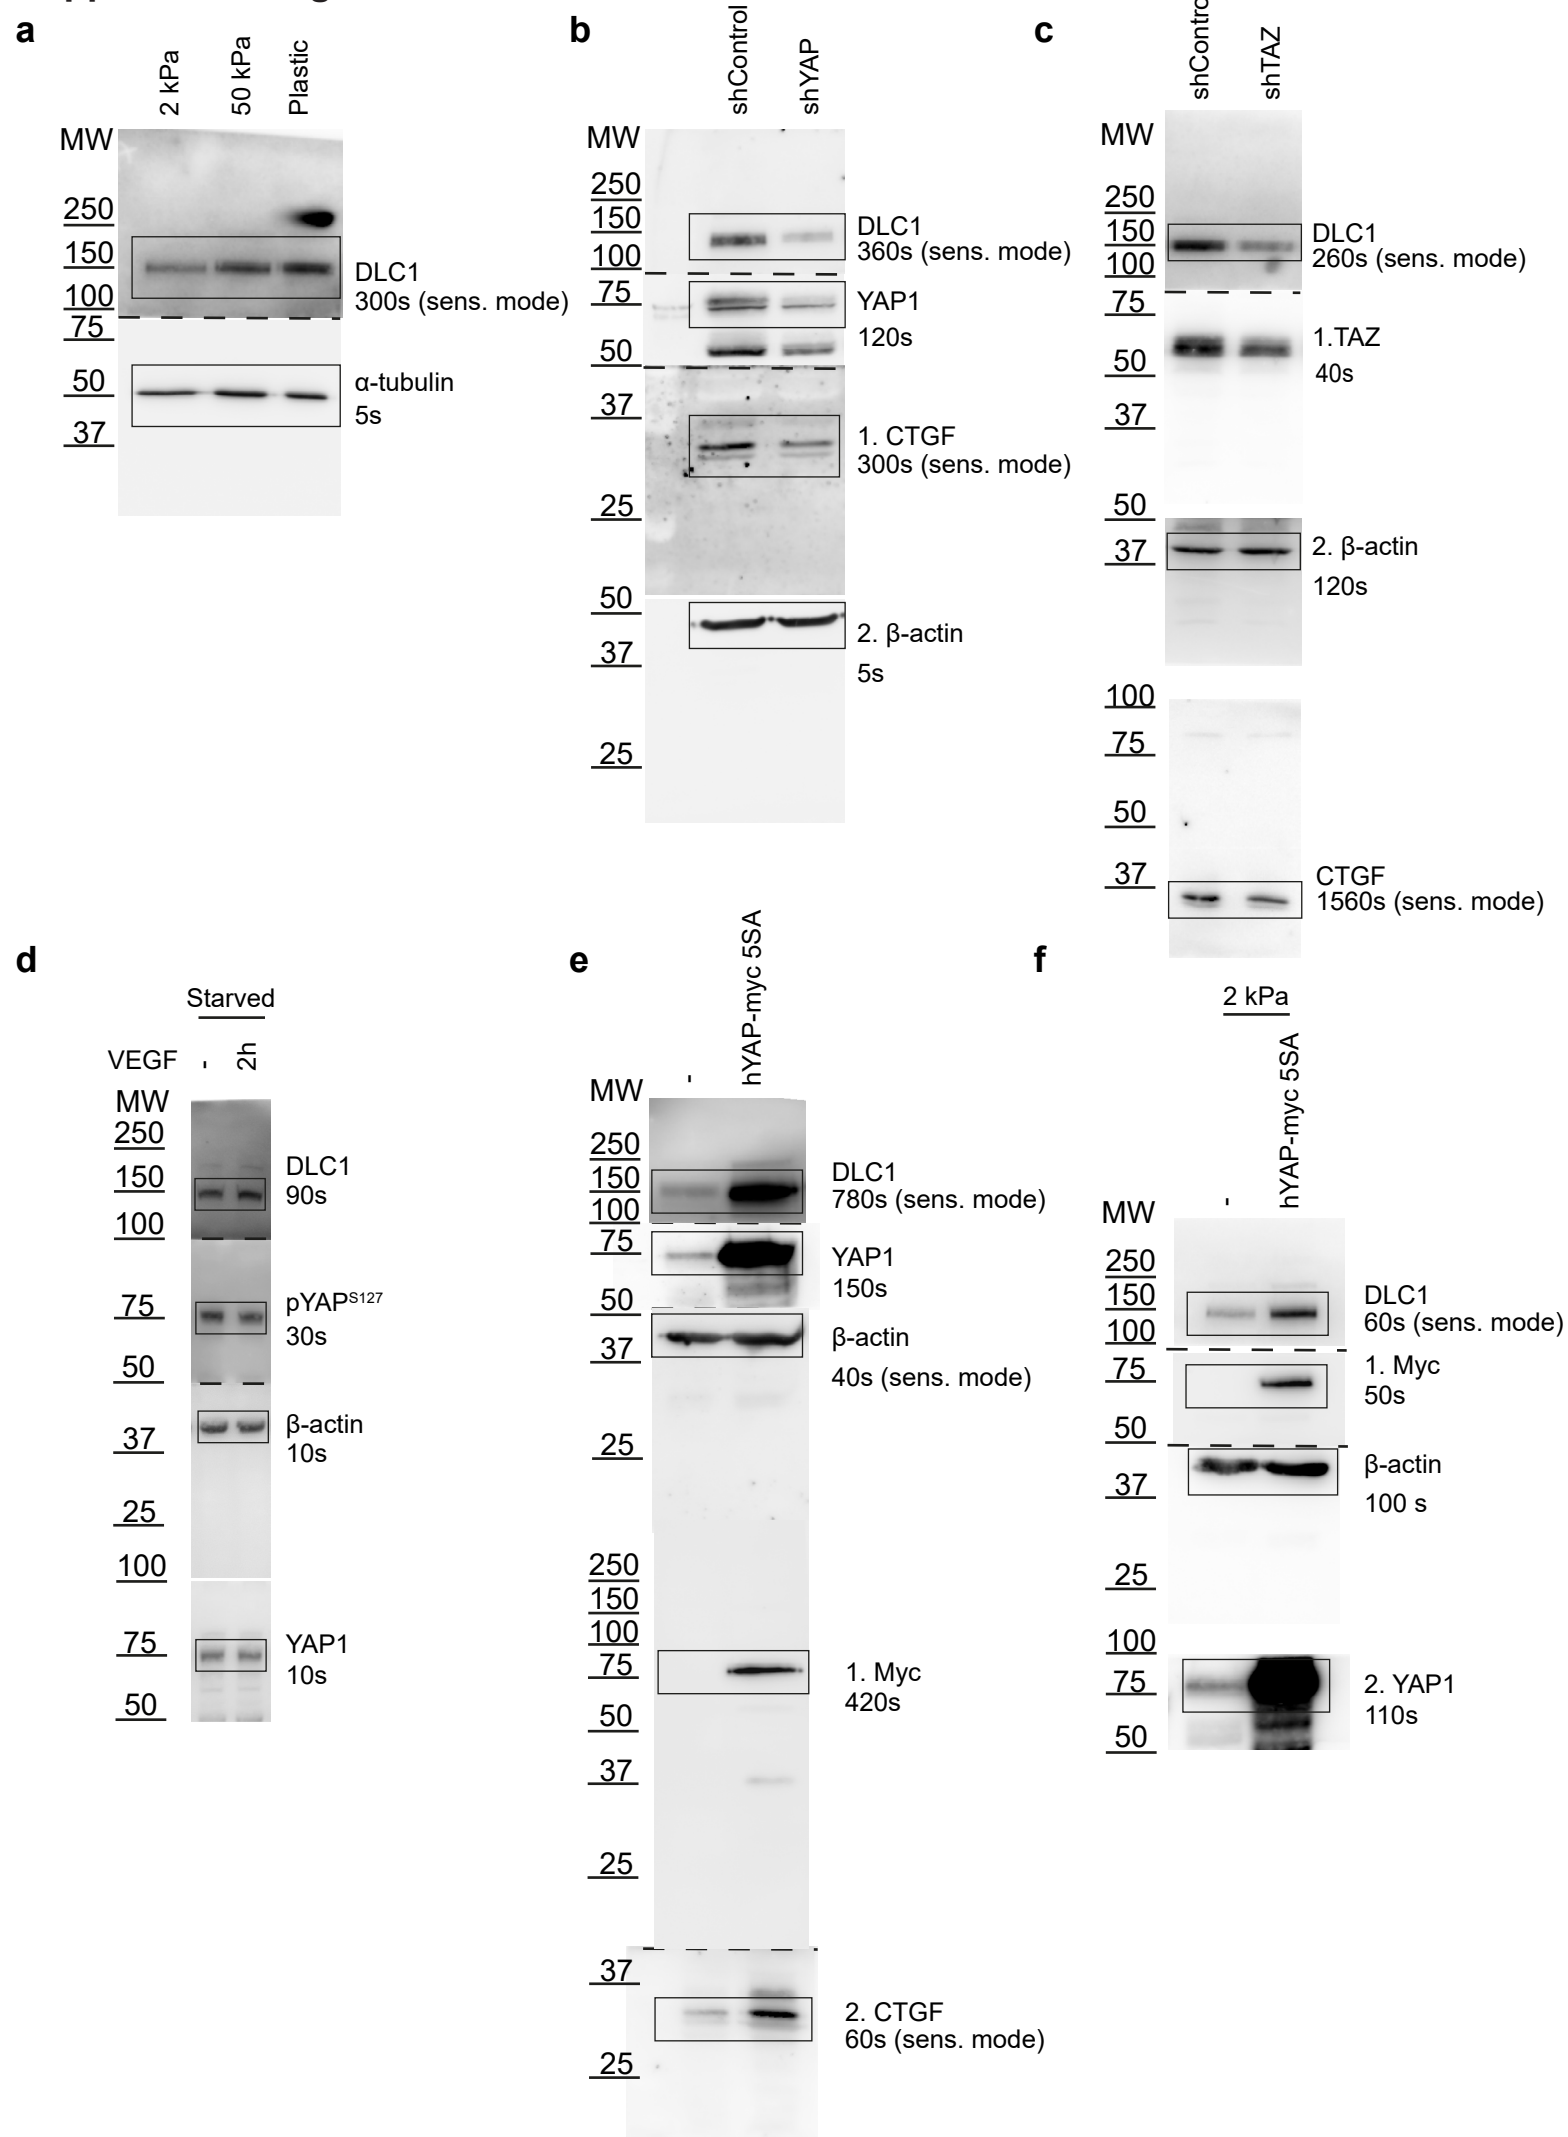 a
2 kPa
50 kPa
Plastic
MW
250
150
100
75
50
37
DLC1
300s (sens. mode)
α-tubulin
5s
b
shControl
shYAP
MW
250
150
100
75
50
37
25
50
37
25
DLC1
360s (sens. mode)
YAP1
120s
1. CTGF
300s (sens. mode)
2. β-actin
5s
c
shControl
shTAZ
MW
250
150
100
75
50
37
50
37
100
75
50
37
DLC1
260s (sens. mode)
1.TAZ
40s
2. β-actin
120s
CTGF
1560s (sens. mode)
d
Starved
VEGF - 2h
MW
250
150
100
75
50
37
25
100
75
50
DLC1
90s
pYAPS127
30s
β-actin
10s
YAP1
10s
e
-
hYAP-myc 5SA
MW
250
150
100
75
50
37
25
250
150
100
75
50
37
25
37
25
DLC1
780s (sens. mode)
YAP1
150s
β-actin
40s (sens. mode)
1. Myc
420s
2. CTGF
60s (sens. mode)
f
2 kPa
-
hYAP-myc 5SA
MW
250
150
100
75
50
37
25
100
75
50
DLC1
60s (sens. mode)
1. Myc
50s
β-actin
100 s
2. YAP1
110s